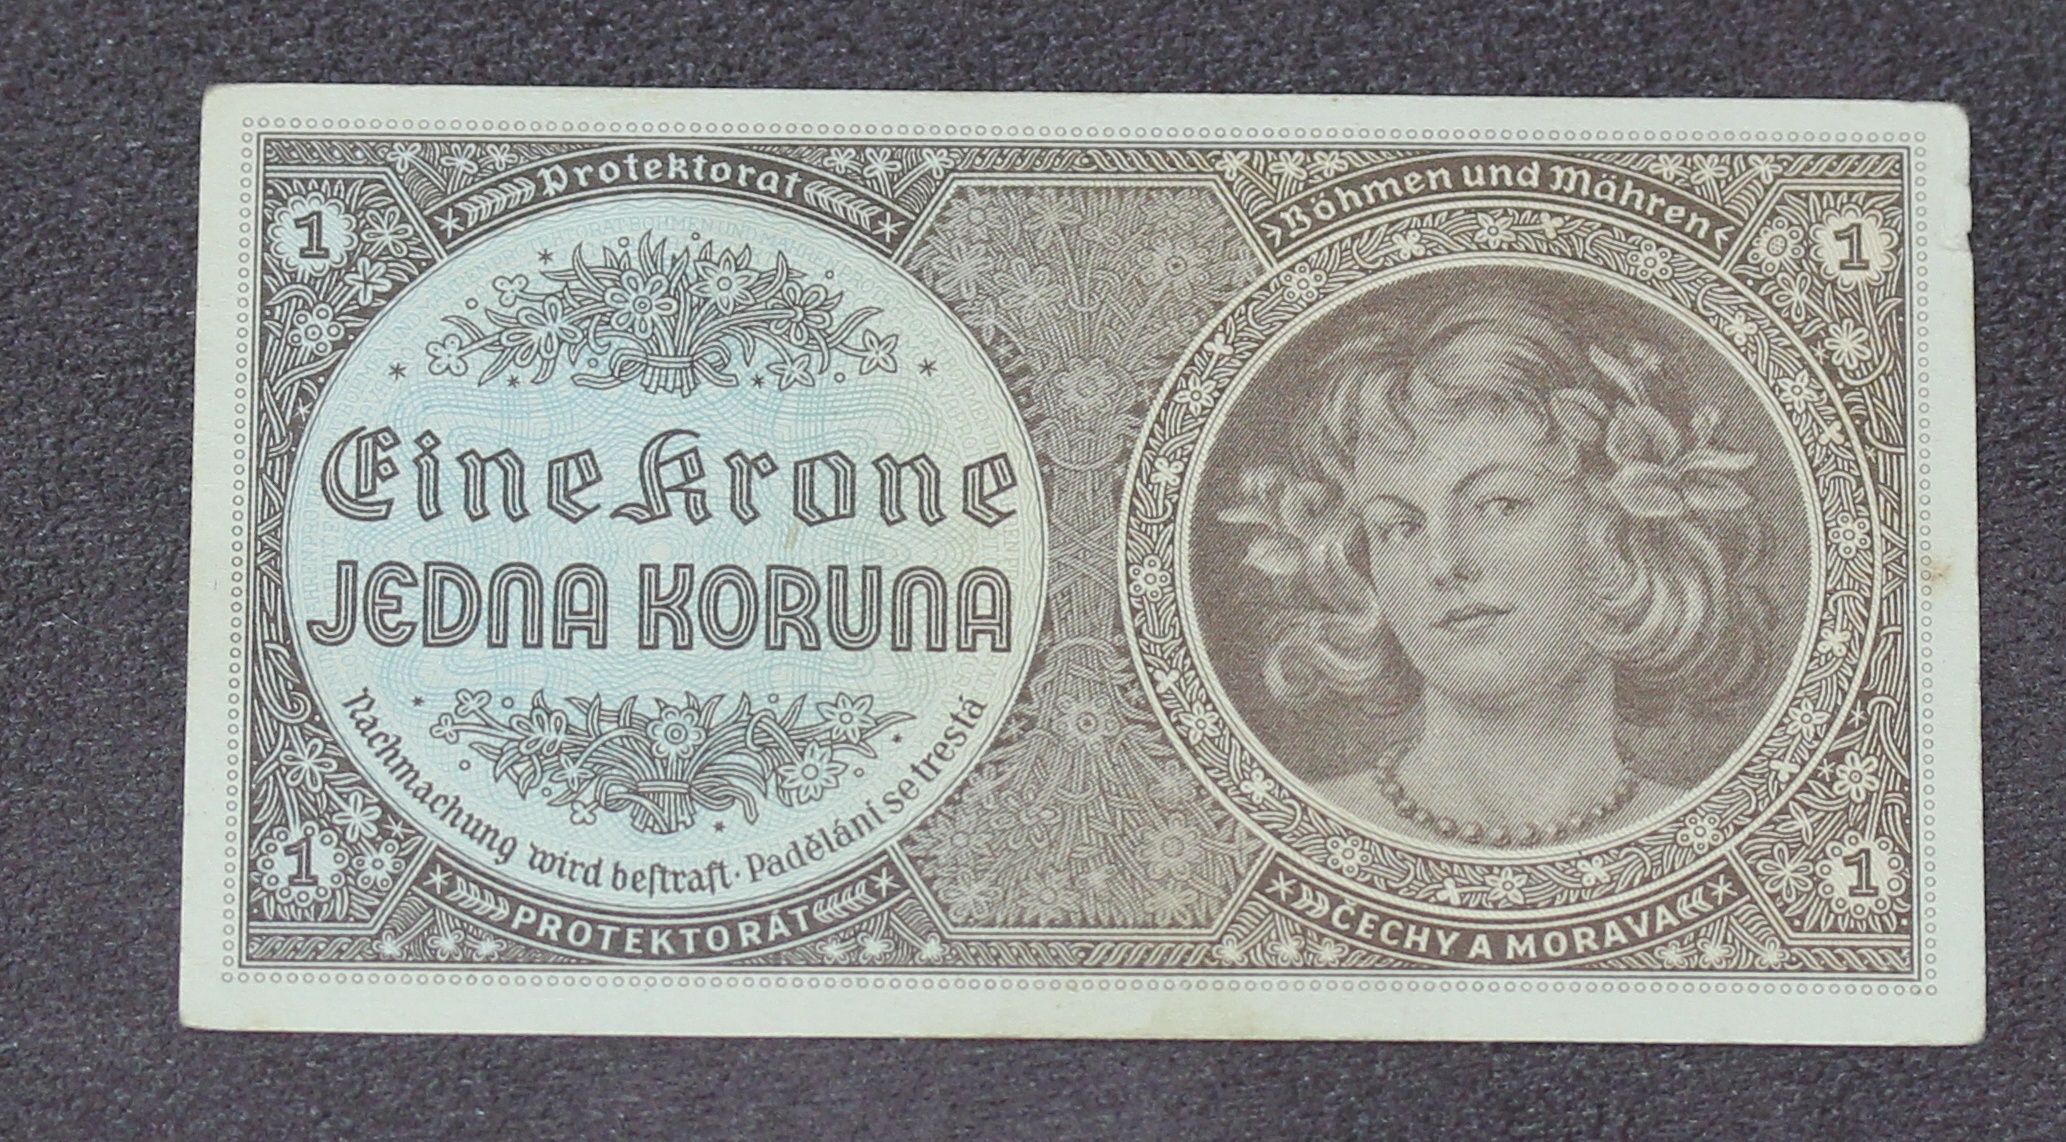 Protektorat
Böhmen und Mähren
1
1
Eine Krone
JEDNA KORUNA
Nachmachung wird beſtraft · Padělání se trestá
1
1
PROTEKTORÁT
ČECHY A MORAVA